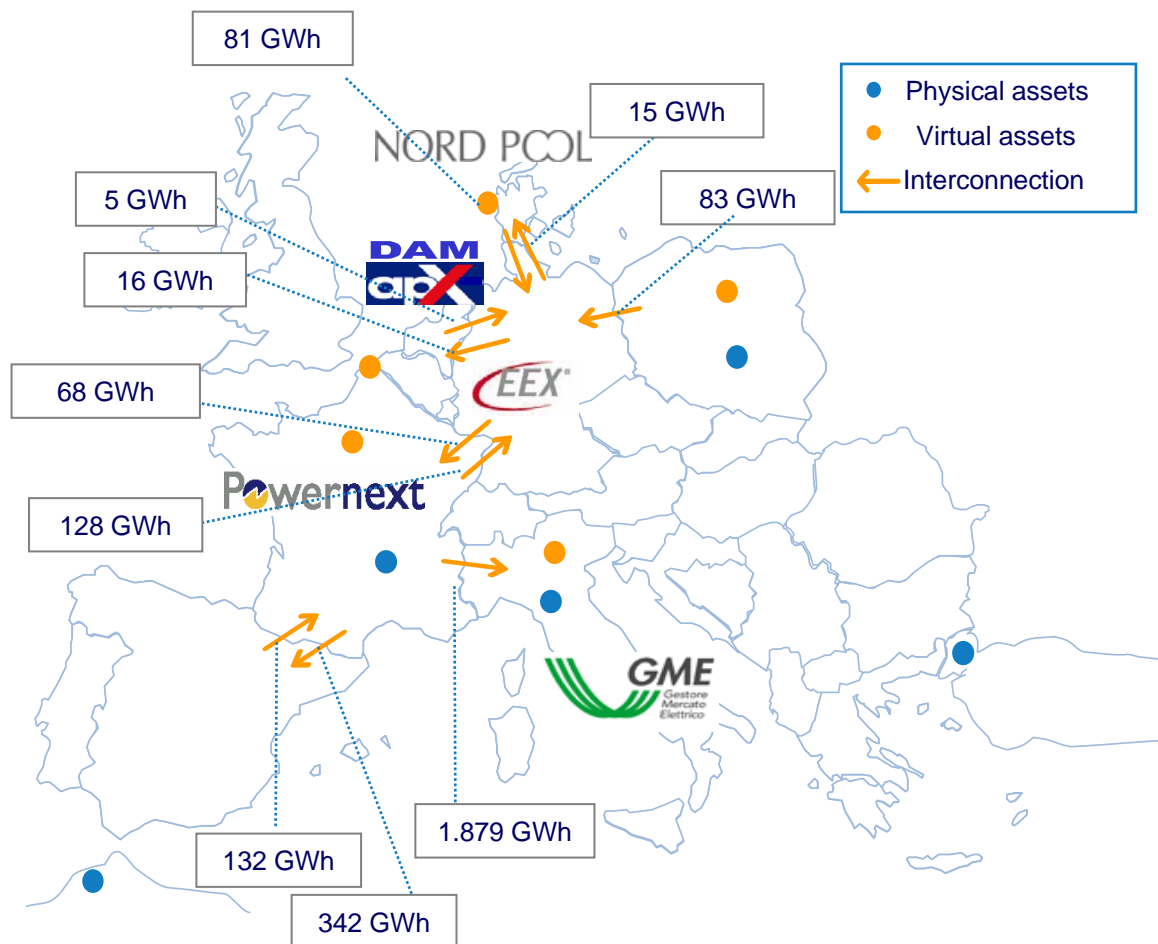 81 GWh
Physical assets
Virtual assets
Interconnection
15 GWh
NORD POOL
5 GWh
83 GWh
DAM
apx
16 GWh
EEX®
68 GWh
Powernext
128 GWh
GME
Gestore
Mercato
Elettrico
1.879 GWh
132 GWh
342 GWh